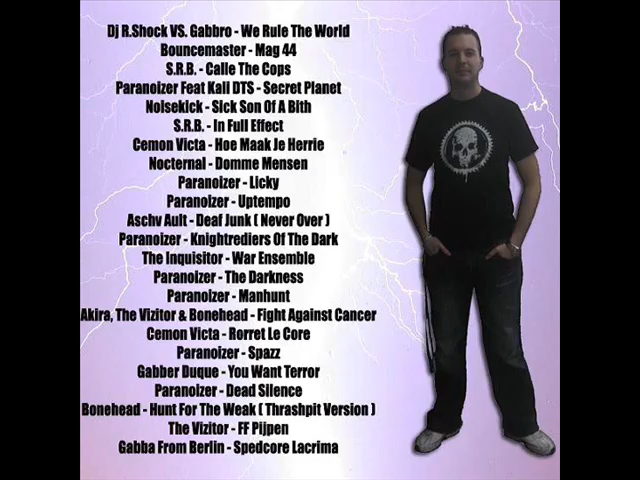 Dj R.Shock VS. Gabbro - We Rule The World
Bouncemaster - Mag 44
S.R.B. - Calle The Cops
Paranoizer Feat Kali DTS - Secret Planet
Noisekick - Sick Son Of A Bith
S.R.B. - In Full Effect
Cemon Victa - Hoe Maak Je Herrie
Nocternal - Domme Mensen
Paranoizer - Licky
Paranoizer - Uptempo
Aschv Ault - Deaf Junk ( Never Over )
Paranoizer - Knightrediers Of The Dark
The Inquisitor - War Ensemble
Paranoizer - The Darkness
Paranoizer - Manhunt
Akira, The Vizitor & Bonehead - Fight Against Cancer
Cemon Victa - Rorret Le Core
Paranoizer - Spazz
Gabber Duque - You Want Terror
Paranoizer - Dead Silence
Bonehead - Hunt For The Weak ( Thrashpit Version )
The Vizitor - FF Pijpen
Gabba From Berlin - Spedcore Lacrima